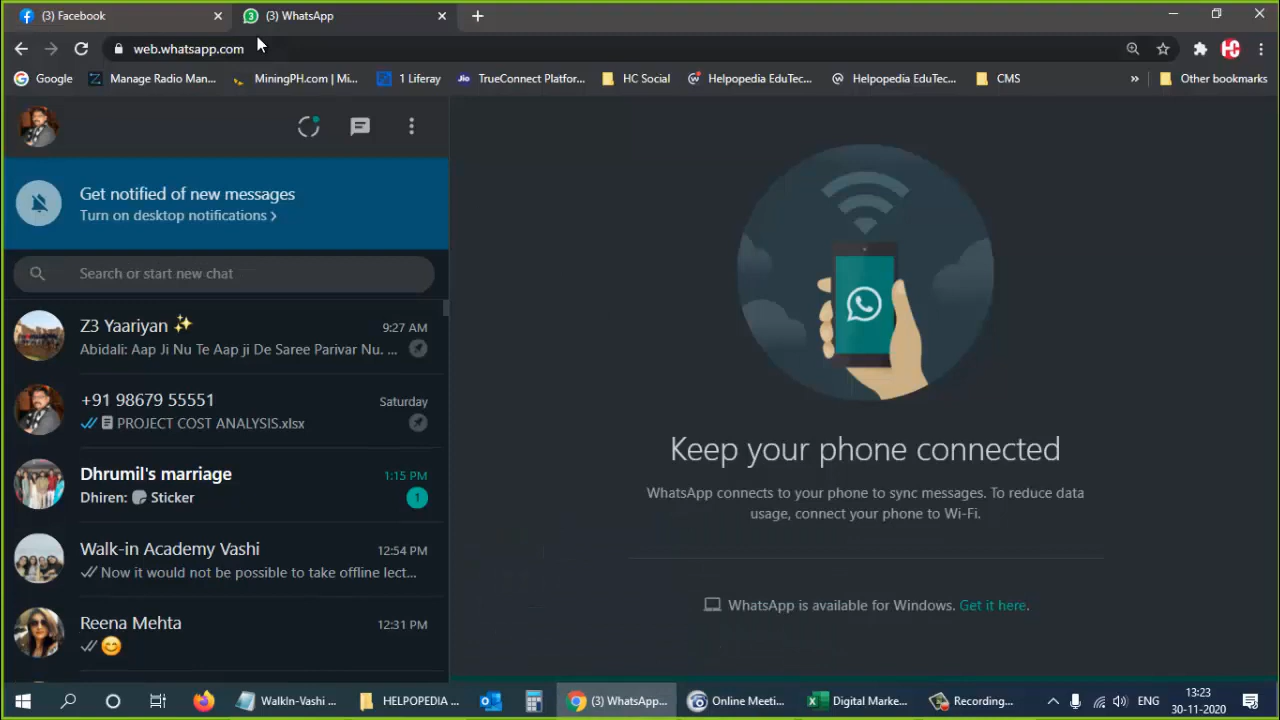 (3) Facebook
3 (3) WhatsApp
web.whatsapp.com
HC
Google
Manage Radio Man...
MiningPH.com | Mi...
1 Liferay
Jio TrueConnect Platfor...
HC Social
Helpopedia EduTec...
Helpopedia EduTec...
CMS
»
Other bookmarks
Get notified of new messages
Turn on desktop notifications >
Search or start new chat
Z3 Yaariyan ✨ 9:27 AM
Abidali: Aap Ji Nu Te Aap ji De Saree Parivar Nu. ...
+91 98679 55551 Saturday
PROJECT COST ANALYSIS.xlsx
Dhrumil's marriage 1:15 PM
Dhiren: Sticker 1
Walk-in Academy Vashi 12:54 PM
Now it would not be possible to take offline lect...
Reena Mehta 12:31 PM
😊
Keep your phone connected
WhatsApp connects to your phone to sync messages. To reduce data
usage, connect your phone to Wi-Fi.
WhatsApp is available for Windows. Get it here.
WalkIn-Vashi ...
HELPOPEDIA ...
(3) WhatsApp...
Online Meeti...
Digital Marke...
Recording...
ENG
13:23
30-11-2020